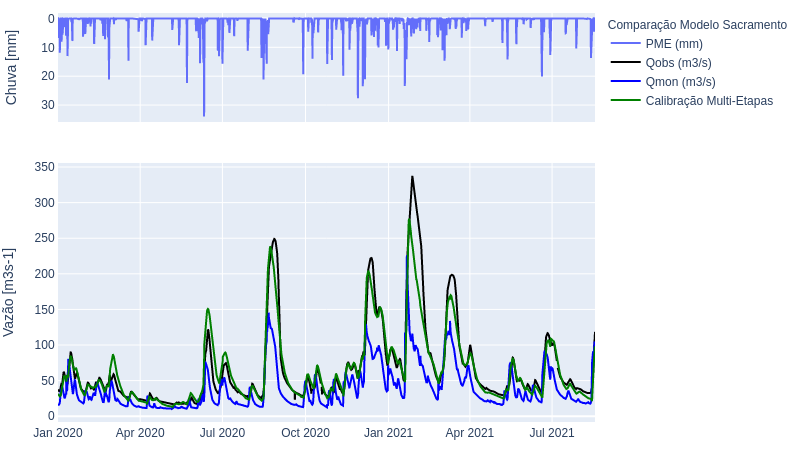 Comparação Modelo Sacramento
PME (mm)
Qobs (m3/s)
Qmon (m3/s)
Calibração Multi-Etapas
Chuva [mm]
0
10
20
30
Vazão [m3s-1]
350
300
250
200
150
100
50
0
Jan 2020
Apr 2020
Jul 2020
Oct 2020
Jan 2021
Apr 2021
Jul 2021